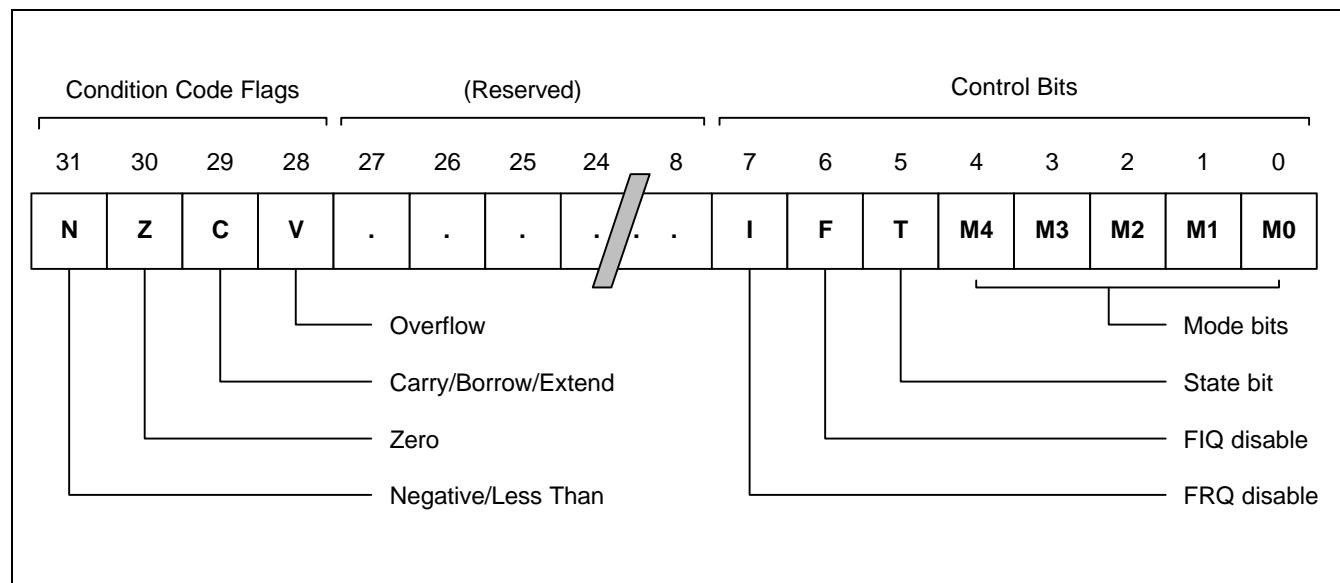 Condition Code Flags (Reserved) Control Bits
31 30 29 28 27 26 25 24 8 7 6 5 4 3 2 1 0
N Z C V . . . . . . I F T M4 M3 M2 M1 M0
Overflow Mode bits
Carry/Borrow/Extend State bit
Zero FIQ disable
Negative/Less Than FRQ disable